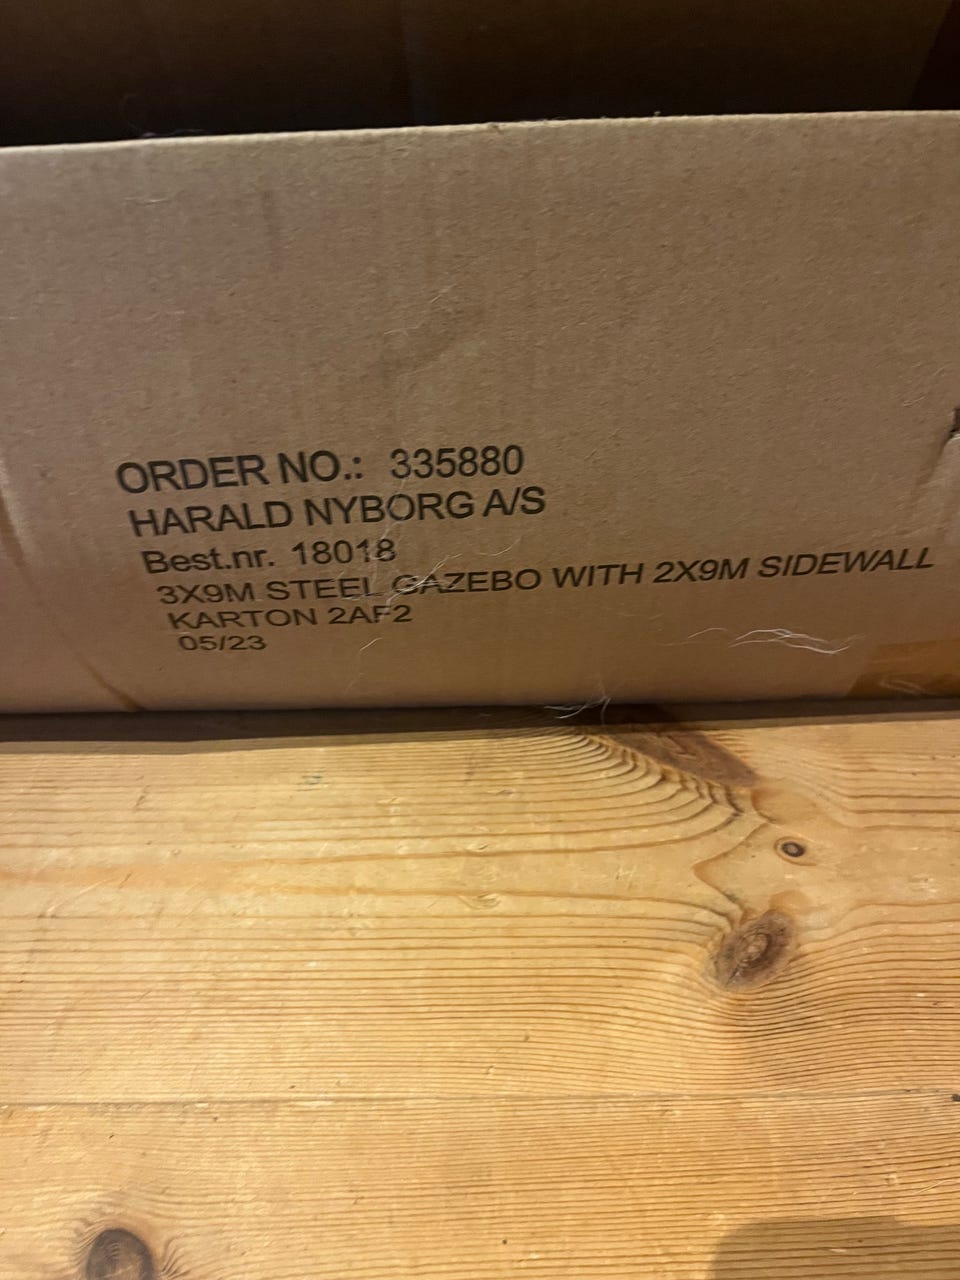 ORDER NO.: 335880
HARALD NYBORG A/S
Best.nr. 18018
3X9M STEEL GAZEBO WITH 2X9M SIDEWALL
KARTON 2AF2
05/23